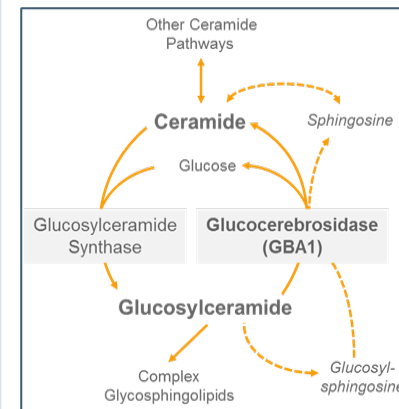 Other Ceramide
Pathways
Ceramide
Sphingosine
Glucose
Glucosylceramide
Synthase
Glucocerebrosidase
(GBA1)
Glucosylceramide
Complex
Glycosphingolipids
Glucosyl-
sphingosine